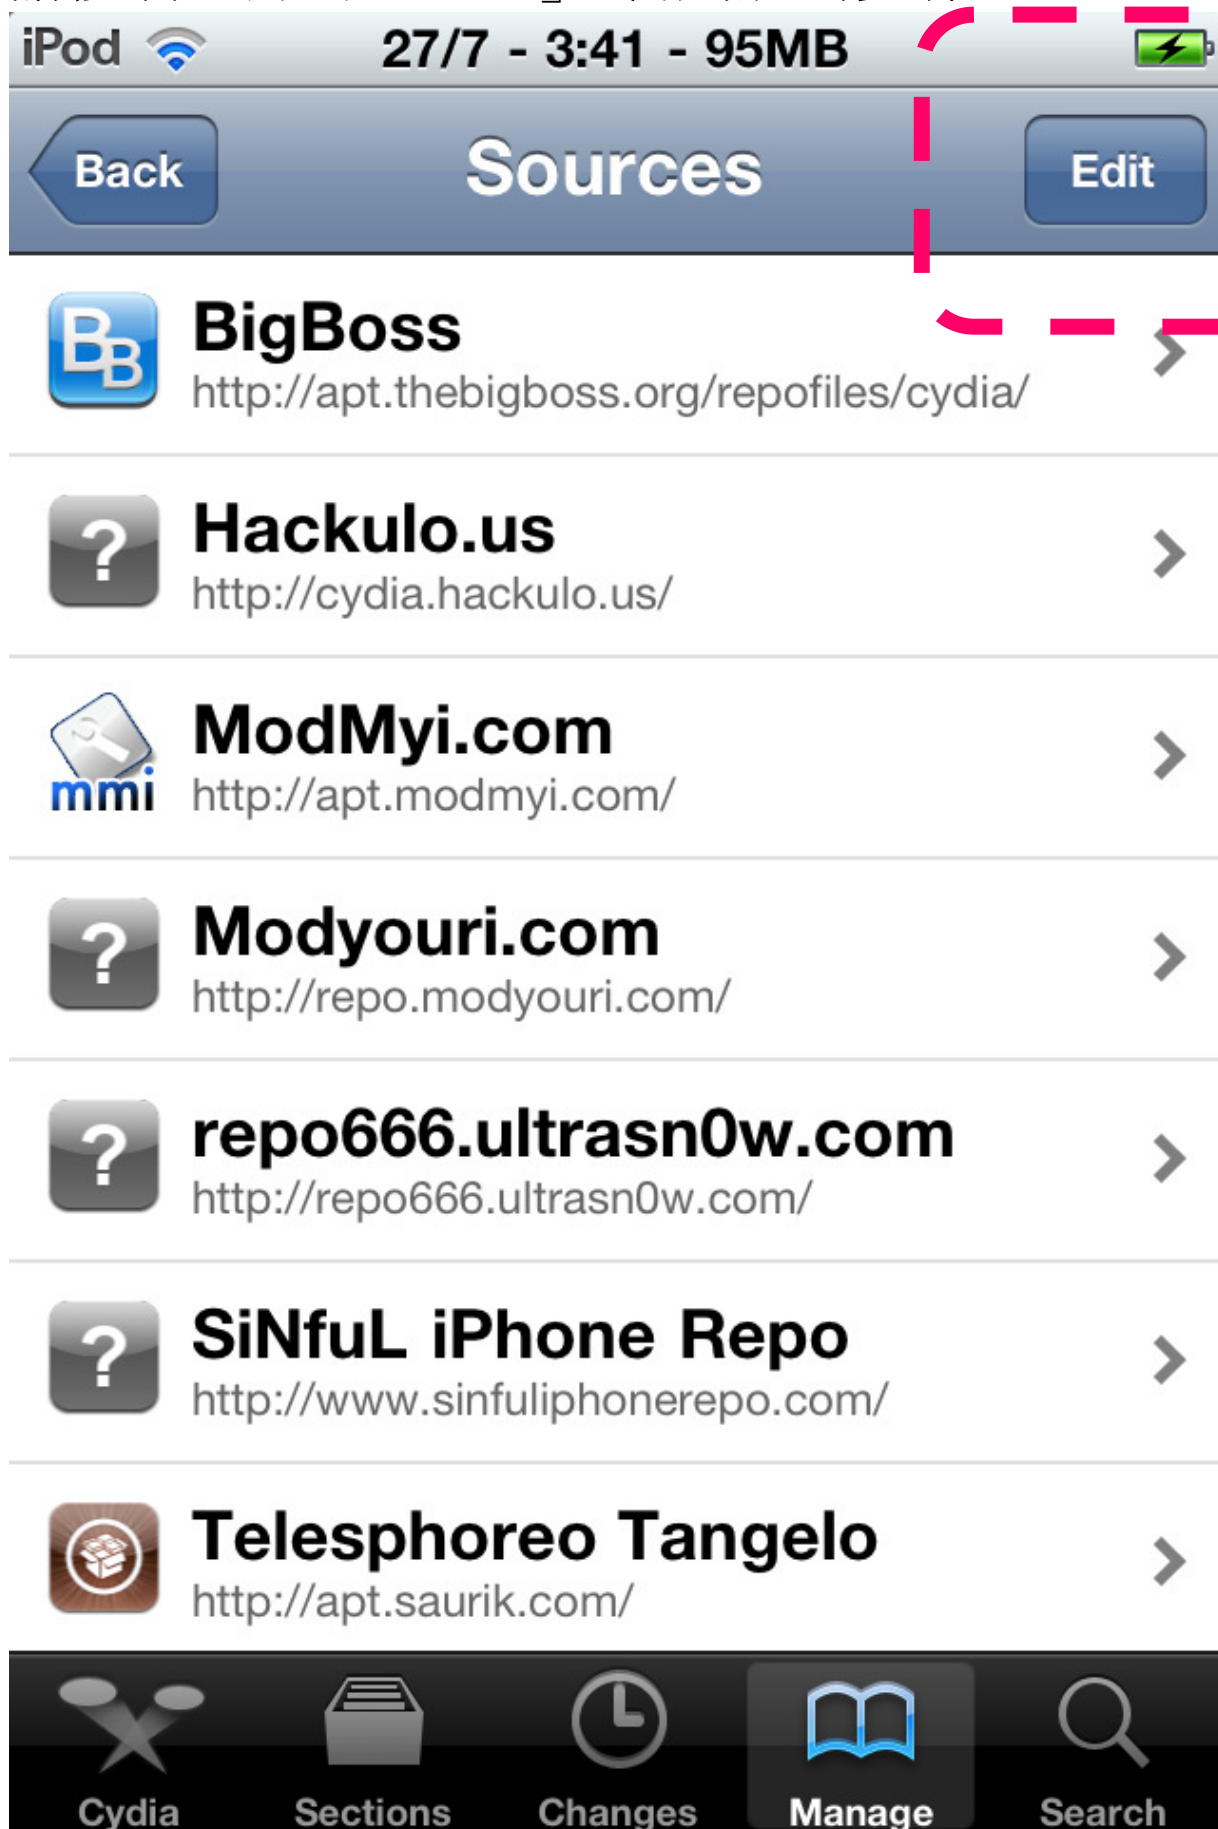 iPod 27/7 - 3:41 - 95MB
Back Sources Edit
BB BigBoss
http://apt.thebigboss.org/repofiles/cydia/
? Hackulo.us
http://cydia.hackulo.us/
ModMyi.com
mmi http://apt.modmyi.com/
? Modyouri.com
http://repo.modyouri.com/
? repo666.ultrasn0w.com
http://repo666.ultrasn0w.com/
? SiNfuL iPhone Repo
http://www.sinfuliphonerepo.com/
Telesphoreo Tangelo
http://apt.saurik.com/
Cydia Sections Changes Manage Search